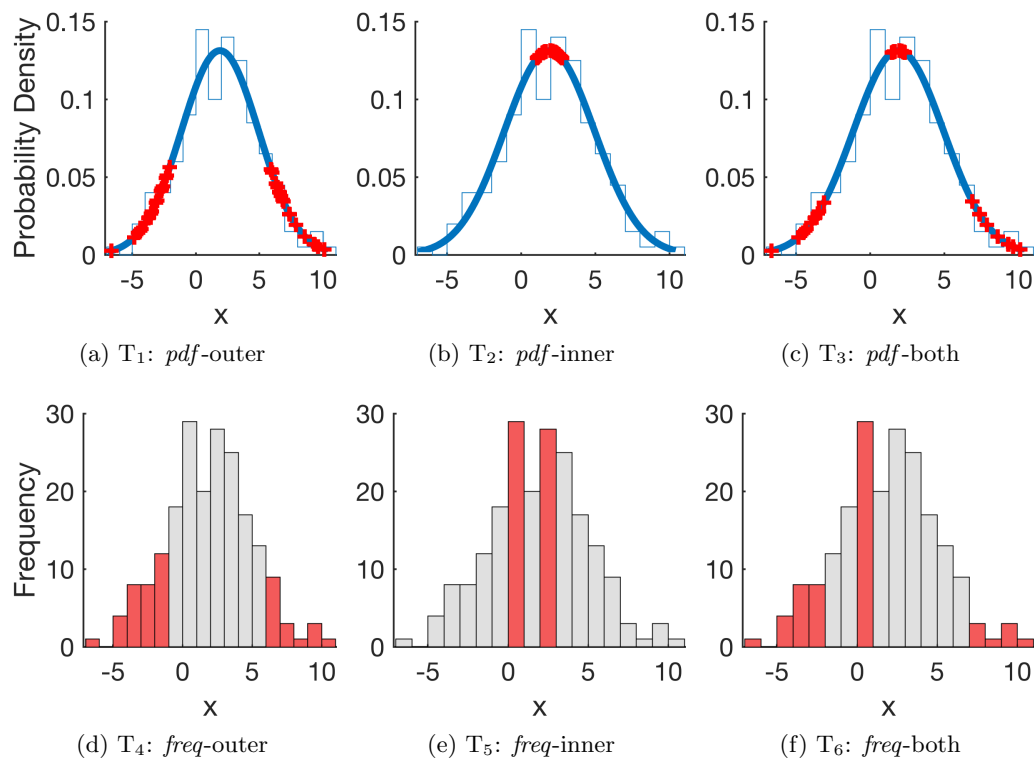 0.15 0.15 0.15
0.1 0.1 0.1
0.05 0.05 0.05
0 0 0
Probability Density
-5 0 5 10 -5 0 5 10 -5 0 5 10
x x x
(a) T₁: pdf-outer (b) T₂: pdf-inner (c) T₃: pdf-both
30 30 30
20 20 20
10 10 10
0 0 0
Frequency
-5 0 5 10 -5 0 5 10 -5 0 5 10
x x x
(d) T₄: freq-outer (e) T₅: freq-inner (f) T₆: freq-both